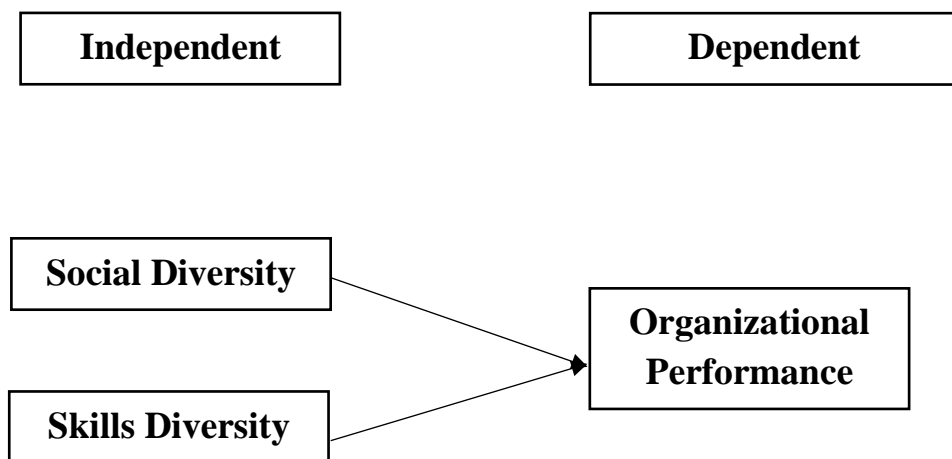 Independent
Dependent
Social Diversity
Organizational
Performance
Skills Diversity